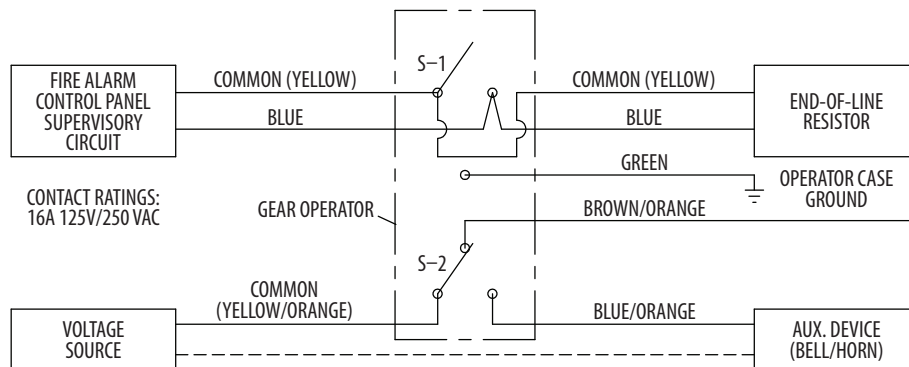 S–1
FIRE ALARM
CONTROL PANEL
SUPERVISORY
CIRCUIT
COMMON (YELLOW)
COMMON (YELLOW)
BLUE
BLUE
END-OF-LINE
RESISTOR
GREEN
CONTACT RATINGS:
16A 125V/250 VAC
GEAR OPERATOR
OPERATOR CASE
GROUND
BROWN/ORANGE
S–2
COMMON
(YELLOW/ORANGE)
BLUE/ORANGE
VOLTAGE
SOURCE
AUX. DEVICE
(BELL/HORN)